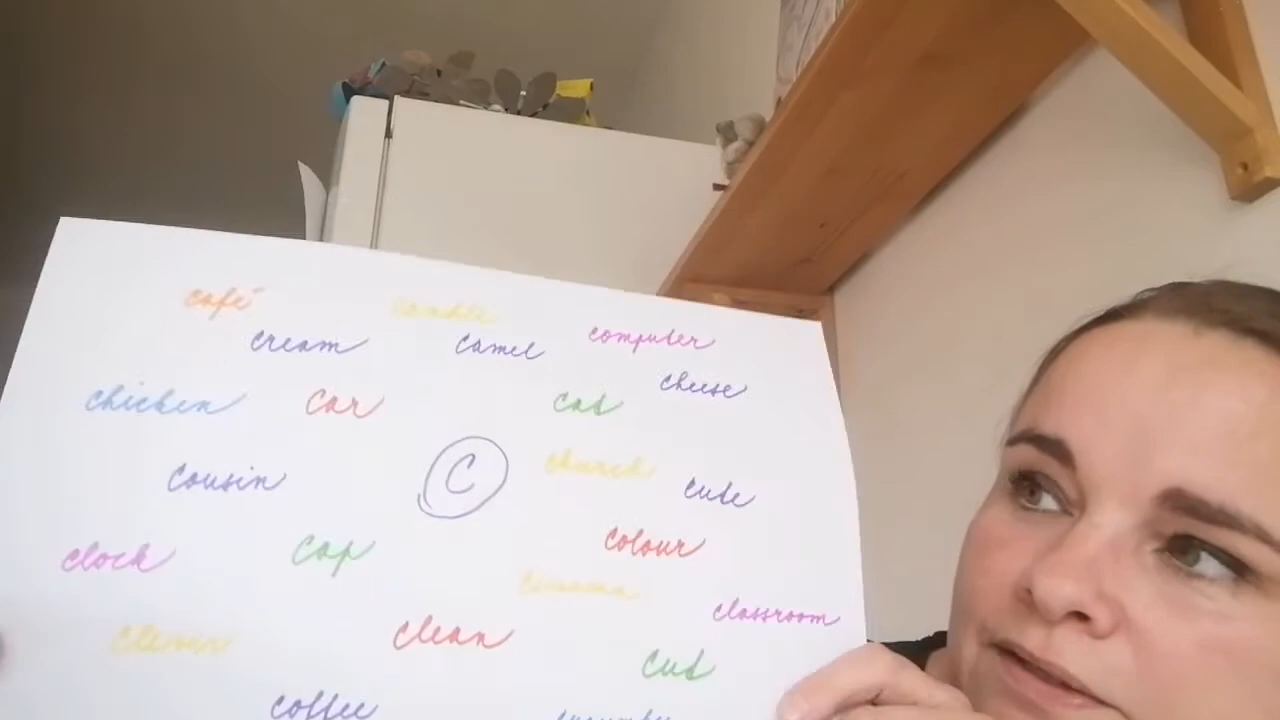 café
cream
camel
computer
cheese
chicken
car
cat
church
cousin
C
cute
clock
cap
colour
classroom
clean
cut
coffee